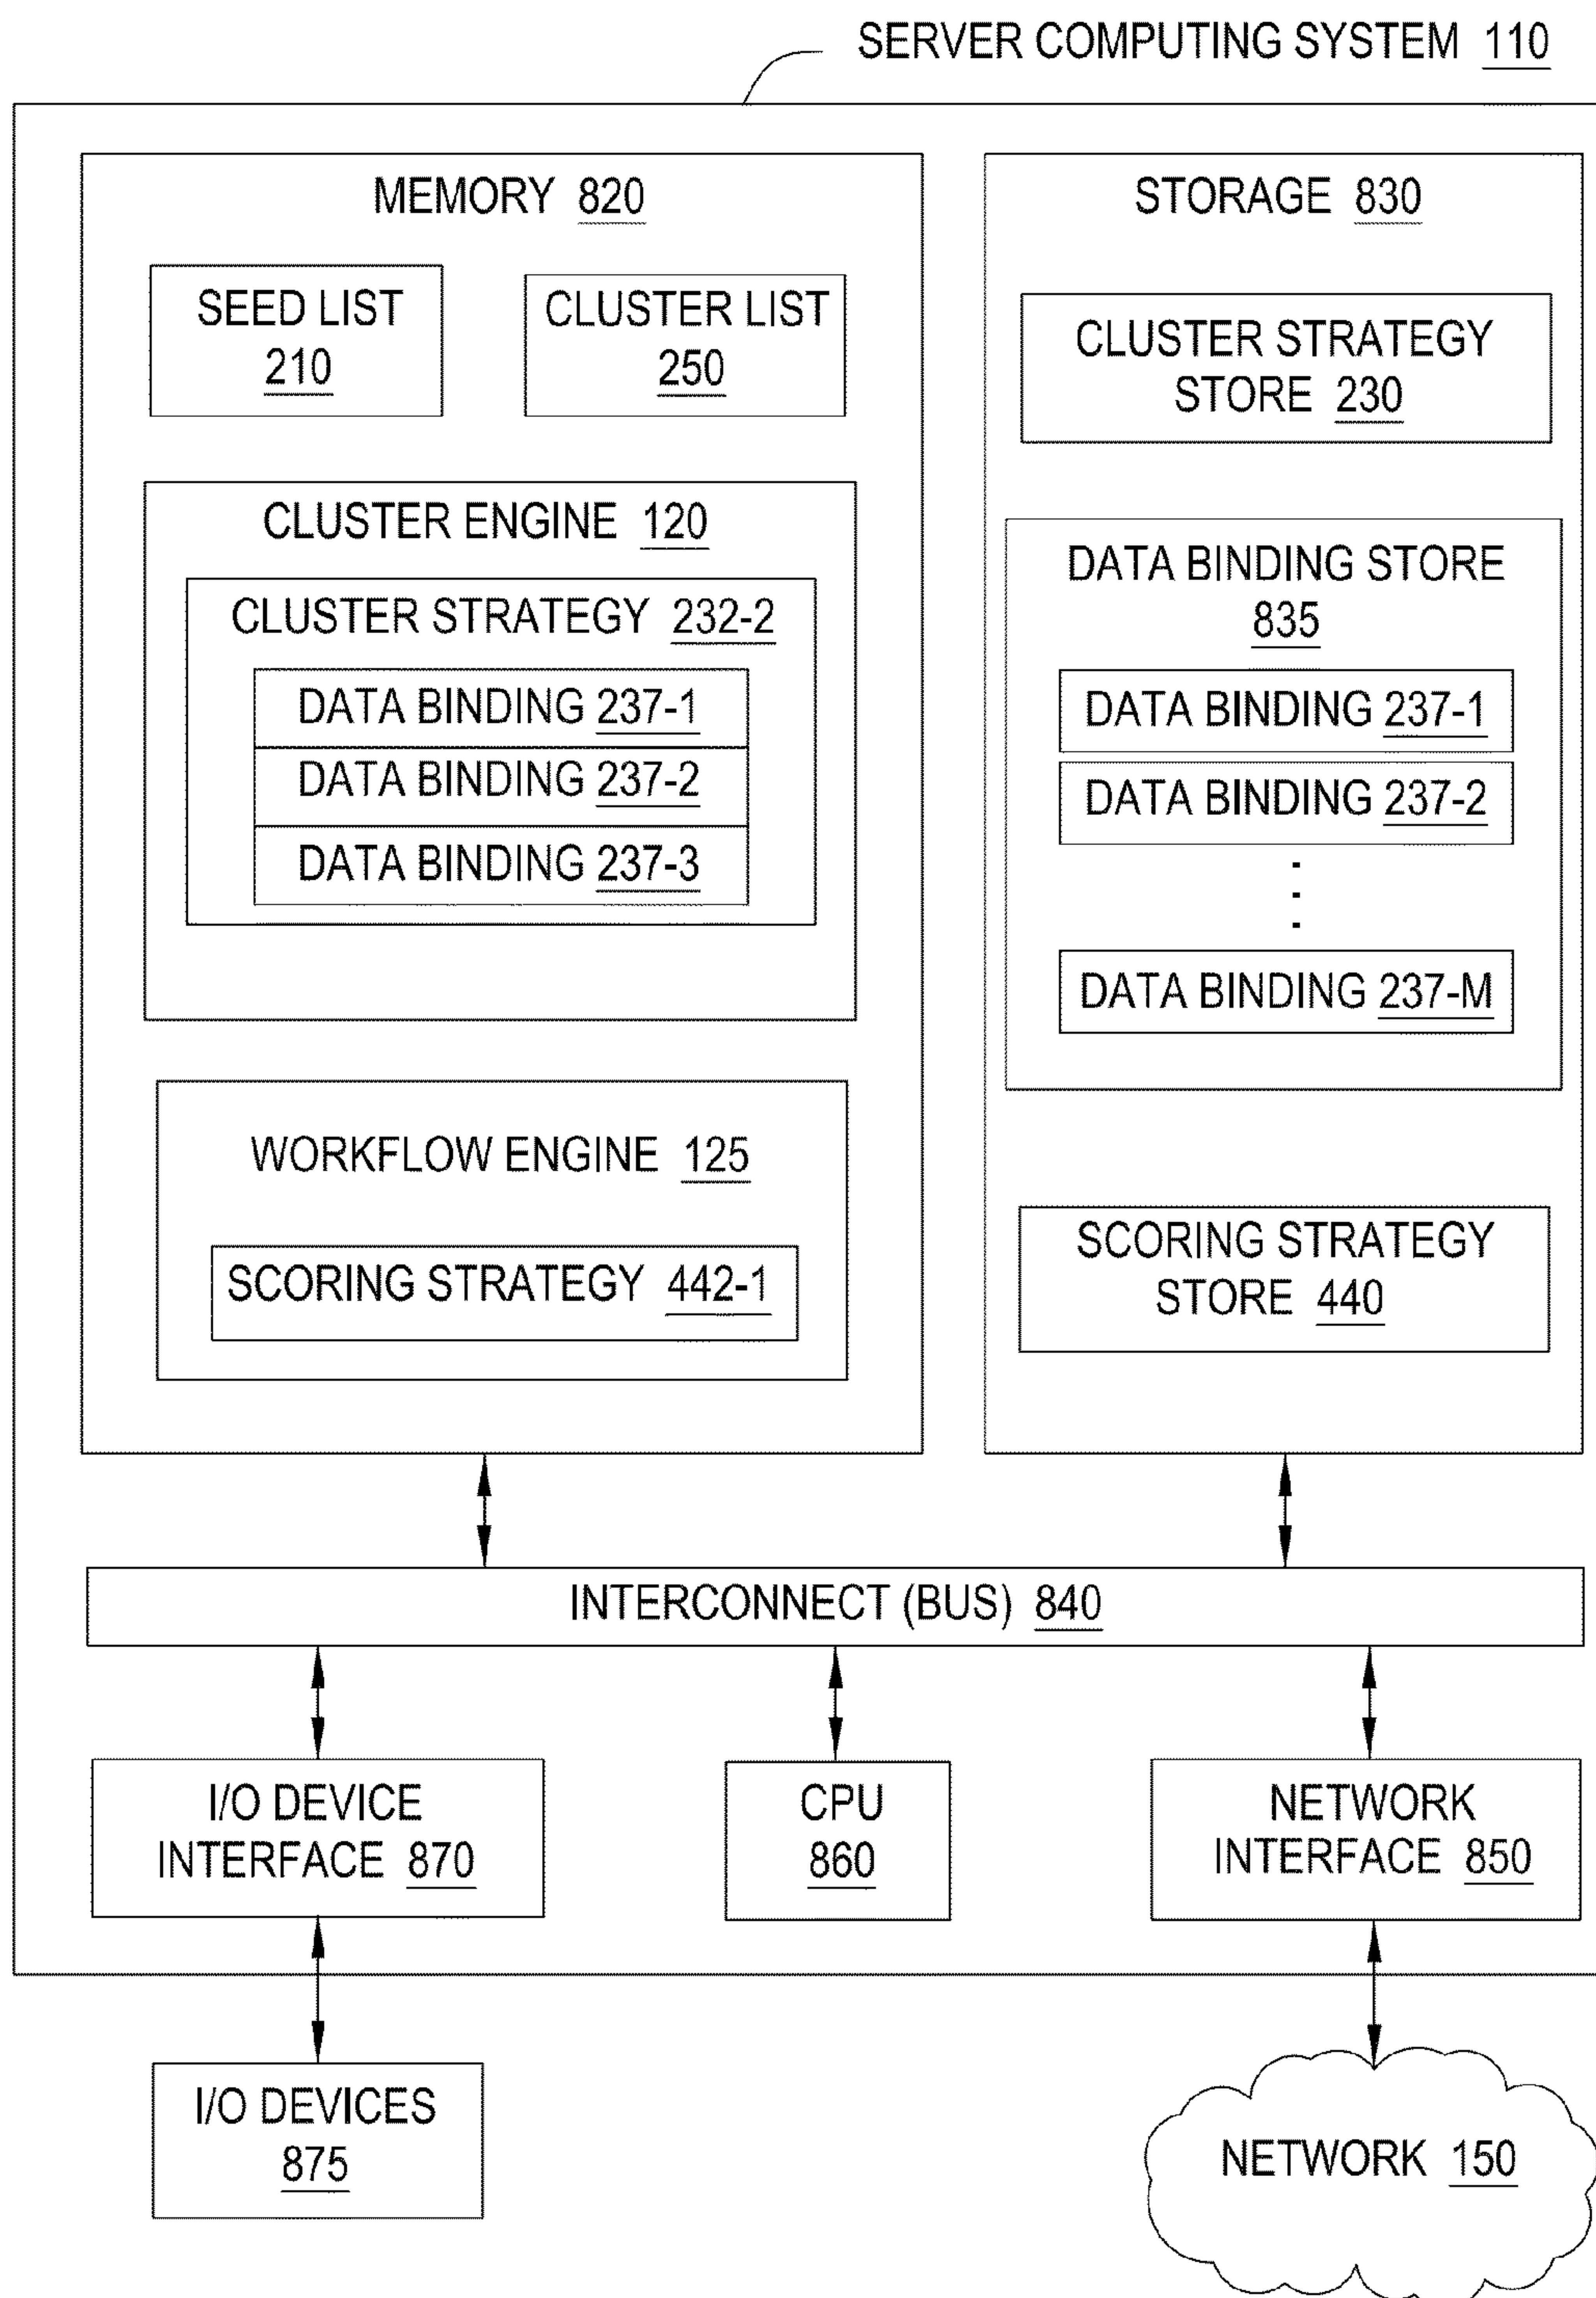 SERVER COMPUTING SYSTEM 110
MEMORY 820
SEED LIST
210
CLUSTER LIST
250
CLUSTER ENGINE 120
CLUSTER STRATEGY 232-2
DATA BINDING 237-1
DATA BINDING 237-2
DATA BINDING 237-3
WORKFLOW ENGINE 125
SCORING STRATEGY 442-1
STORAGE 830
CLUSTER STRATEGY
STORE 230
DATA BINDING STORE
835
DATA BINDING 237-1
DATA BINDING 237-2
DATA BINDING 237-M
SCORING STRATEGY
STORE 440
INTERCONNECT (BUS) 840
I/O DEVICE
INTERFACE 870
CPU
860
NETWORK
INTERFACE 850
I/O DEVICES
875
NETWORK 150